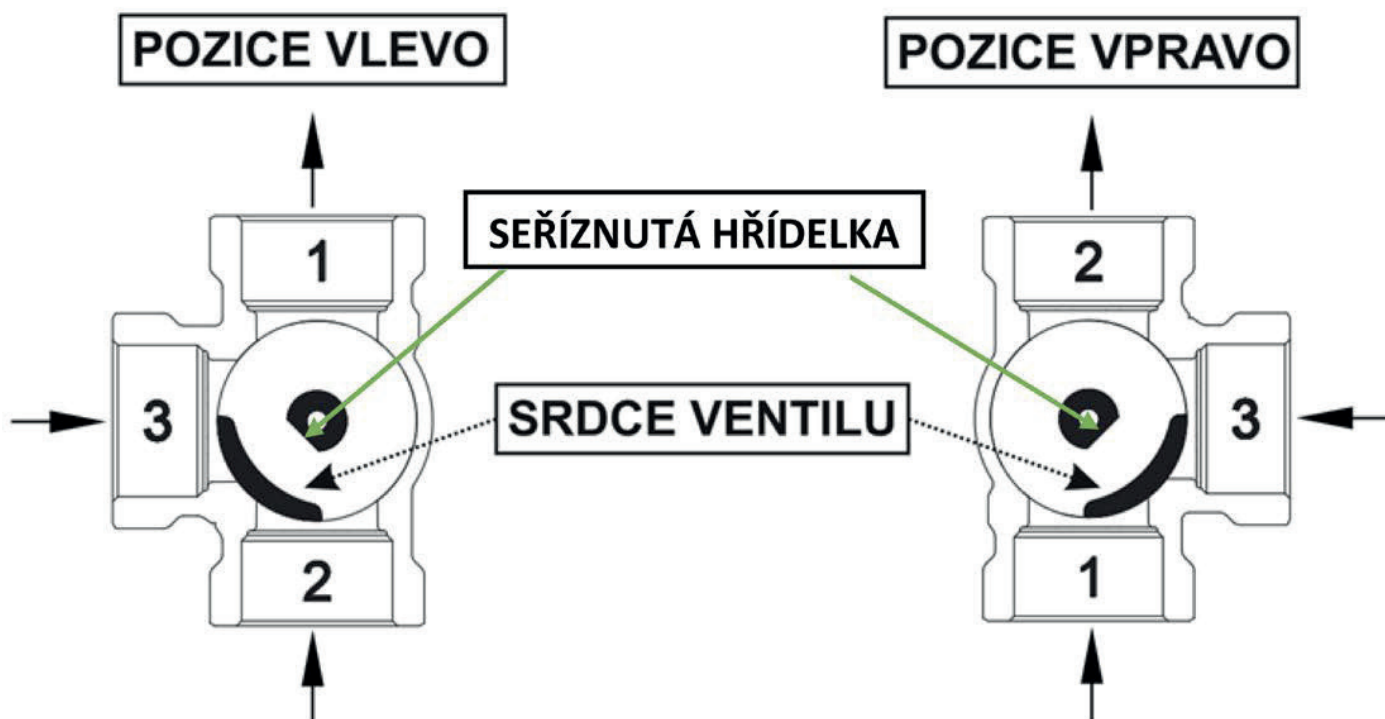 POZICE VLEVO
POZICE VPRAVO
SEŘÍZNUTÁ HŘÍDELKA
1
2
3
SRDCE VENTILU
3
2
1